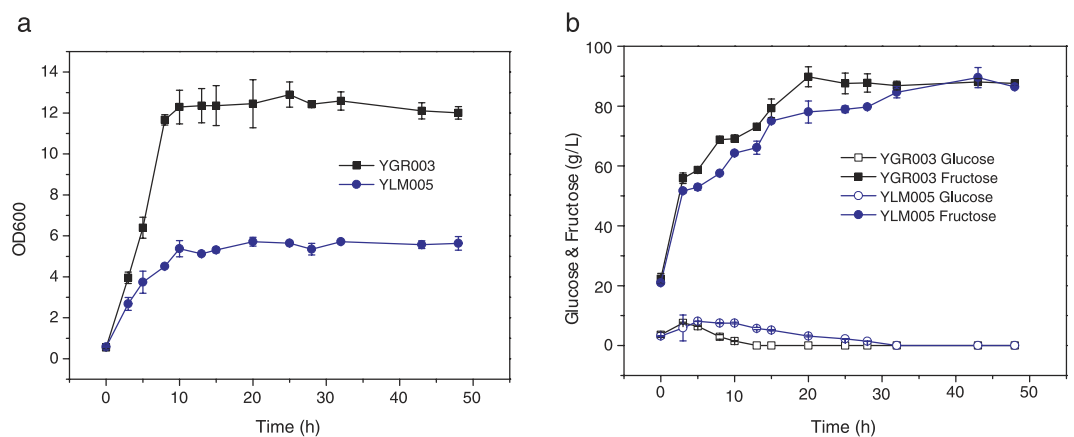 a
14
12
10
8
6
4
2
0
OD600
YGR003
YLM005
0 10 20 30 40 50
Time (h)
b
100
80
60
40
20
0
Glucose & Fructose (g/L)
YGR003 Glucose
YGR003 Fructose
YLM005 Glucose
YLM005 Fructose
0 10 20 30 40 50
Time (h)